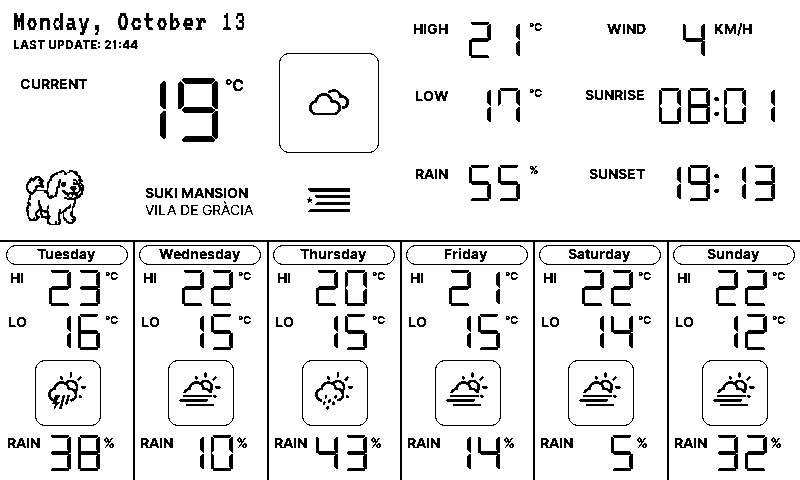 Monday, October 13
LAST UPDATE: 21:44
CURRENT 19 °C
SUKI MANSION
VILA DE GRÀCIA
HIGH 21 °C
LOW 17 °C
RAIN 55 %
WIND 4 KM/H
SUNRISE 08:01
SUNSET 19:13
Tuesday
HI 23 °C
LO 16 °C
RAIN 38 %
Wednesday
HI 22 °C
LO 15 °C
RAIN 10 %
Thursday
HI 20 °C
LO 15 °C
RAIN 43 %
Friday
HI 21 °C
LO 15 °C
RAIN 14 %
Saturday
HI 22 °C
LO 14 °C
RAIN 5 %
Sunday
HI 22 °C
LO 12 °C
RAIN 32 %